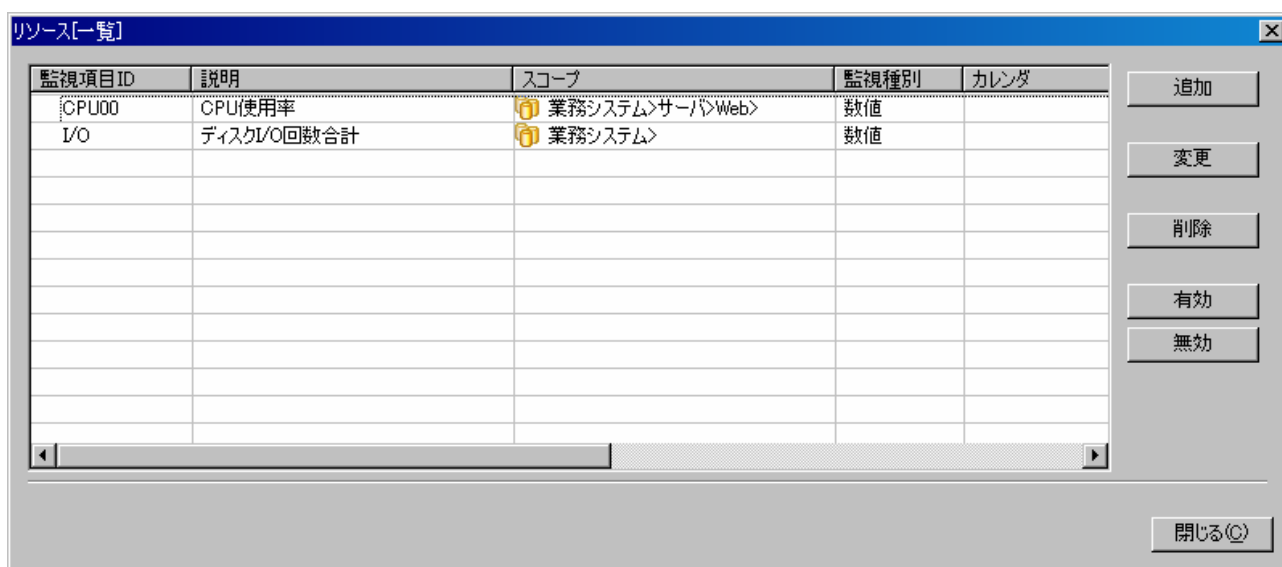 リソース[一覧]
監視項目ID 説明 スコープ 監視種別 カレンダ
CPU00 CPU使用率 業務システム>サーバ>Web> 数値
I/O ディスクI/O回数合計 業務システム> 数値
追加
変更
削除
有効
無効
閉じる(C)